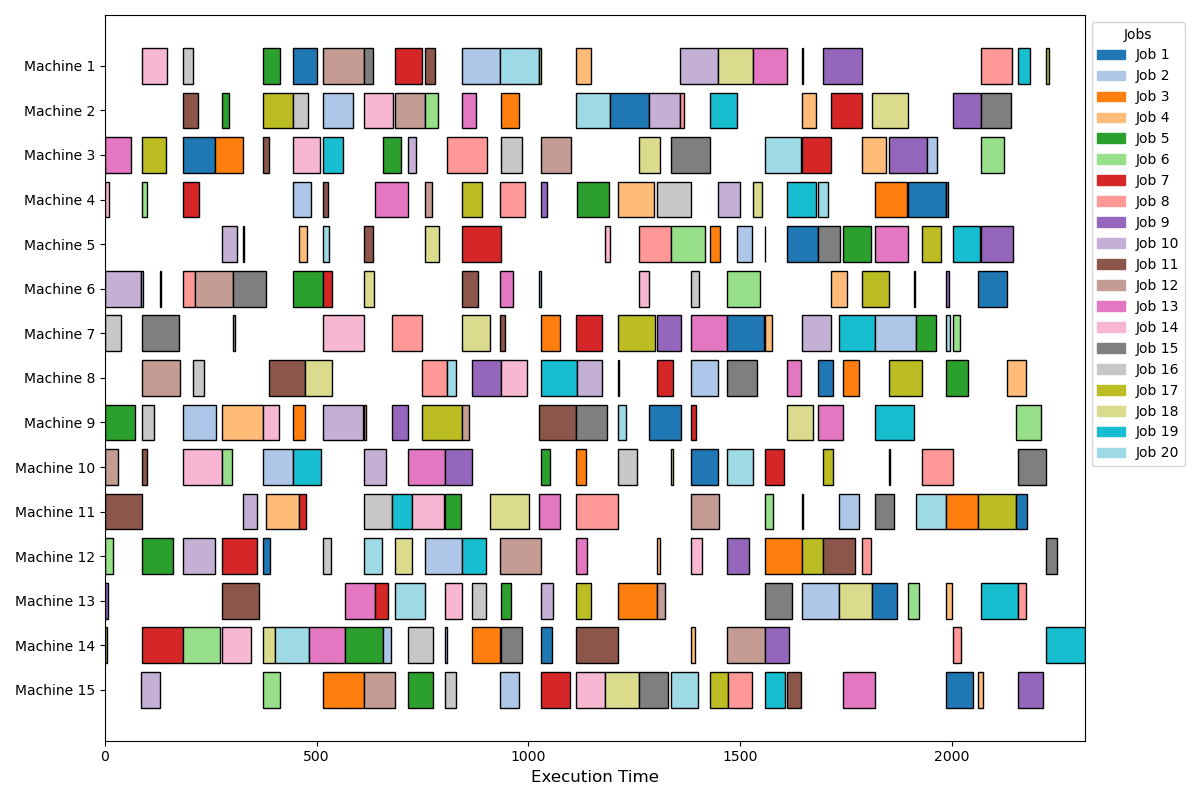 Machine 1
Machine 2
Machine 3
Machine 4
Machine 5
Machine 6
Machine 7
Machine 8
Machine 9
Machine 10
Machine 11
Machine 12
Machine 13
Machine 14
Machine 15
0 500 1000 1500 2000
Execution Time
Jobs
Job 1
Job 2
Job 3
Job 4
Job 5
Job 6
Job 7
Job 8
Job 9
Job 10
Job 11
Job 12
Job 13
Job 14
Job 15
Job 16
Job 17
Job 18
Job 19
Job 20